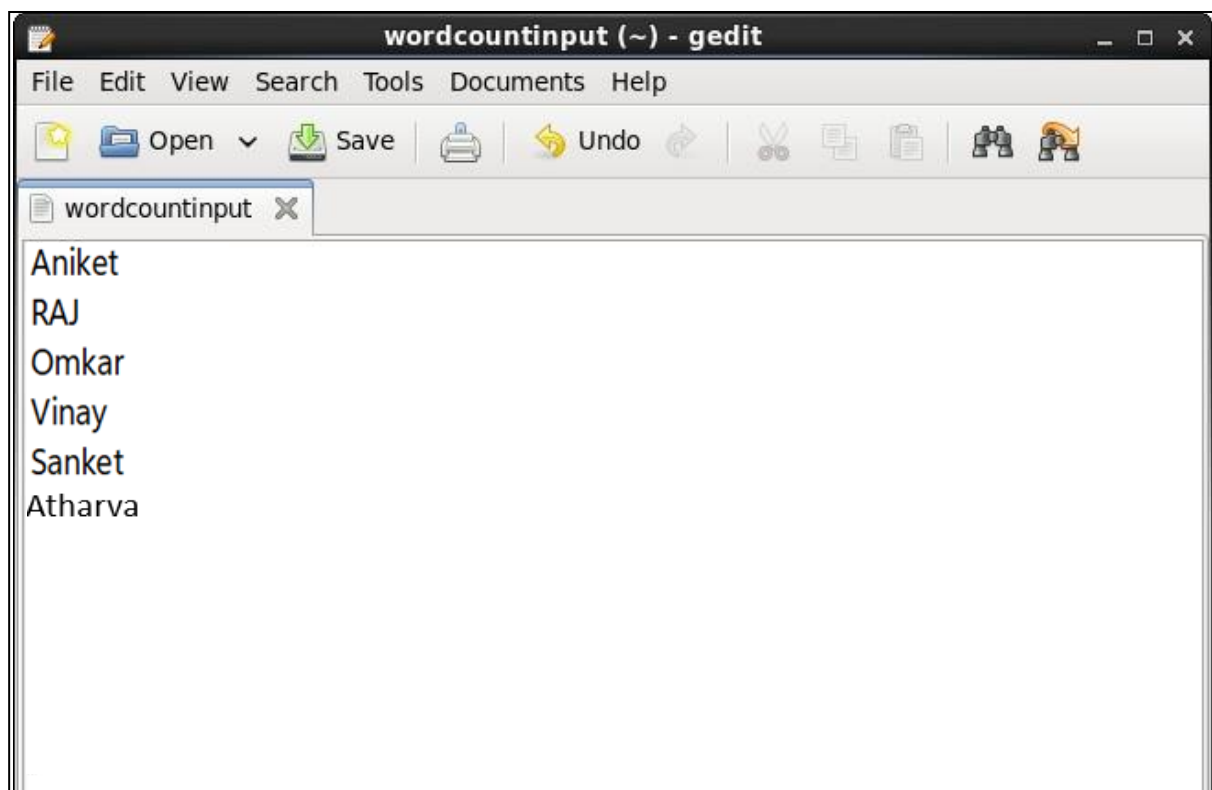 wordcountinput (~) - gedit
File Edit View Search Tools Documents Help
Open Save Undo
wordcountinput
Aniket
RAJ
Omkar
Vinay
Sanket
Atharva